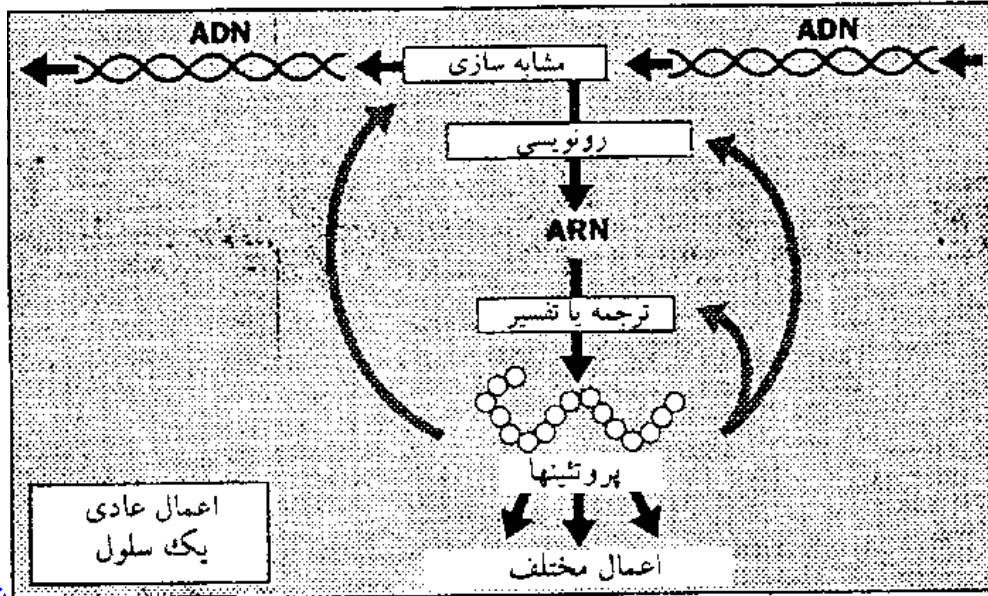 ADN
ADN
مشابه سازی
رونویسی
ARN
ترجمه یا تفسیر
پروتئینها
اعمال مختلف
اعمال عادی
یک سلول